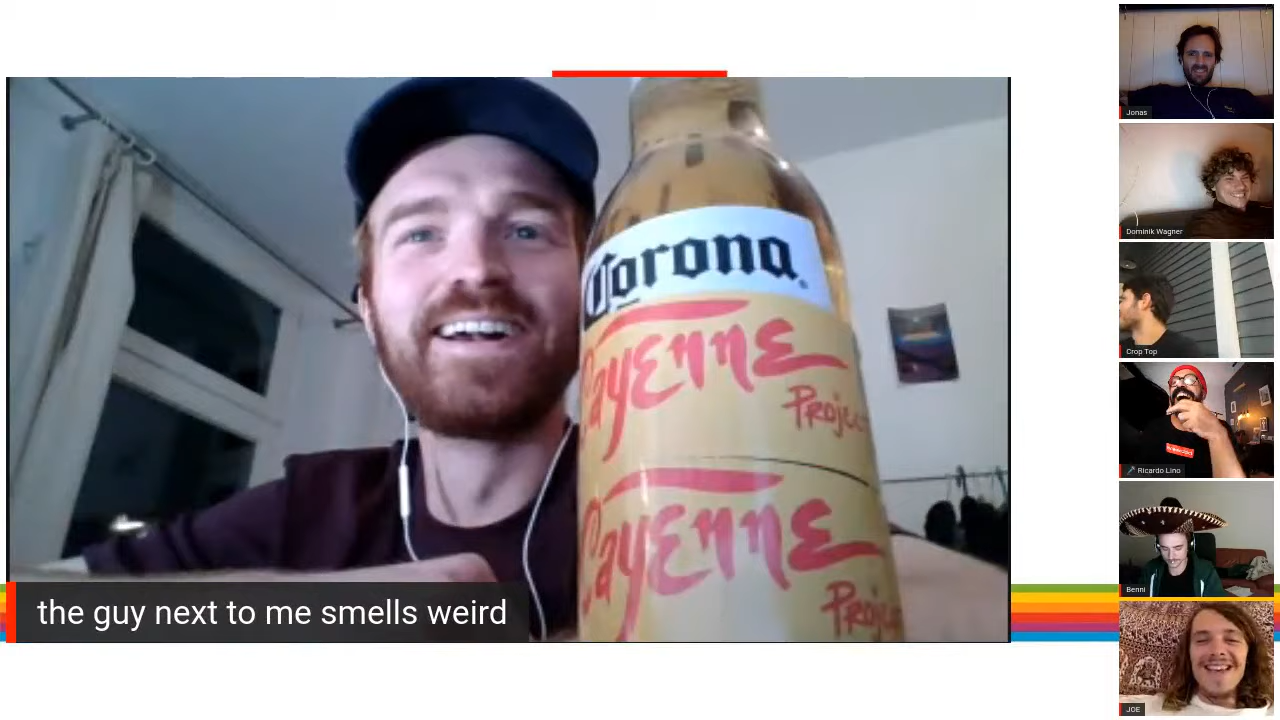 Corona
Cayenne
Project
Cayenne
the guy next to me smells weird
Jonas
Dominik Wagner
Crop Top
Ricardo Lino
Benni
JOE